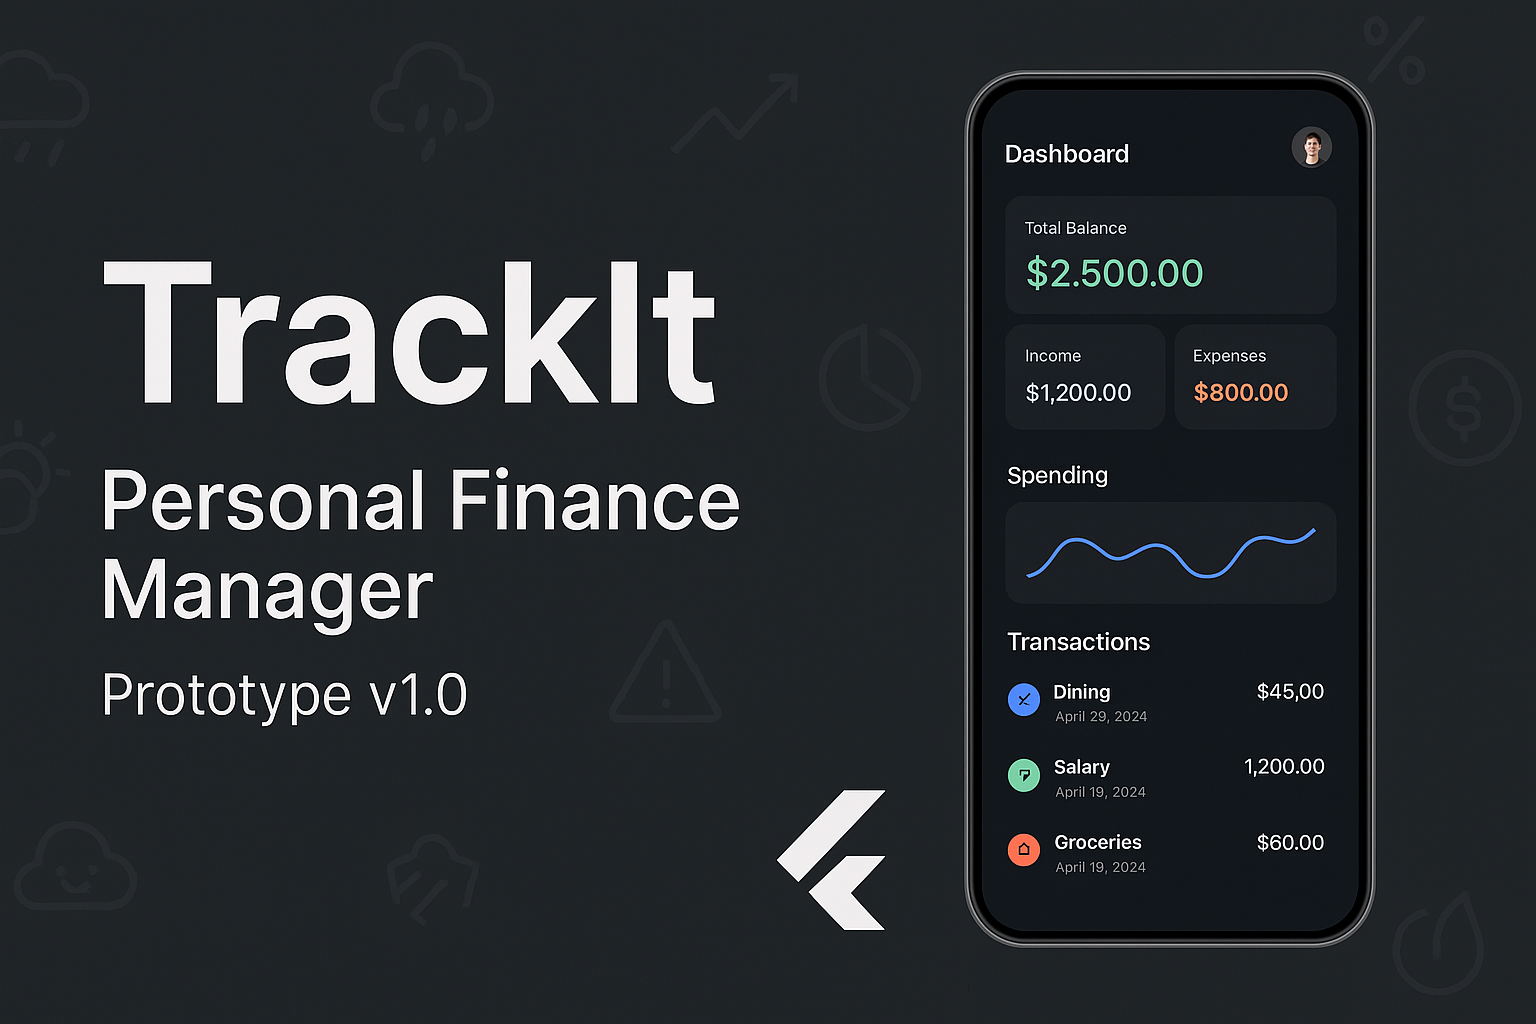 TrackIt
Personal Finance
Manager
Prototype v1.0
Dashboard
Total Balance
$2.500.00
Income
$1,200.00
Expenses
$800.00
Spending
Transactions
Dining
$45,00
April 29, 2024
Salary
1,200.00
April 19, 2024
Groceries
$60.00
April 19, 2024